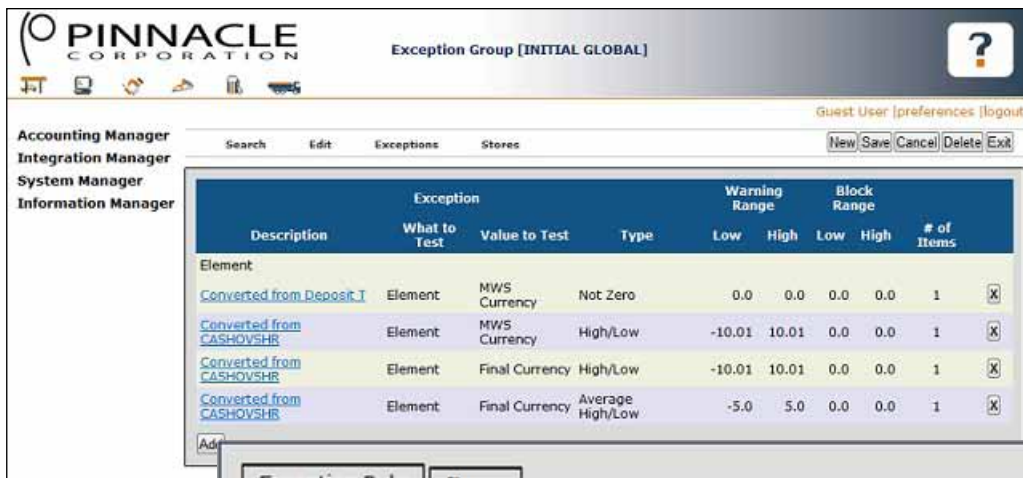 PINNACLE
CORPORATION
Exception Group [INITIAL GLOBAL]
?
Guest User |preferences |logout
Accounting Manager
Integration Manager
System Manager
Information Manager
Search Edit Exceptions Stores
New Save Cancel Delete Exit
Exception Warning Range Block Range
Description What to Test Value to Test Type Low High Low High # of Items
Element
Converted from Deposit T Element MWS Currency Not Zero 0.0 0.0 0.0 0.0 1 X
Converted from CASHOVSHR Element MWS Currency High/Low -10.01 10.01 0.0 0.0 1 X
Converted from CASHOVSHR Element Final Currency High/Low -10.01 10.01 0.0 0.0 1 X
Converted from CASHOVSHR Element Final Currency Average High/Low -5.0 5.0 0.0 0.0 1 X
Add